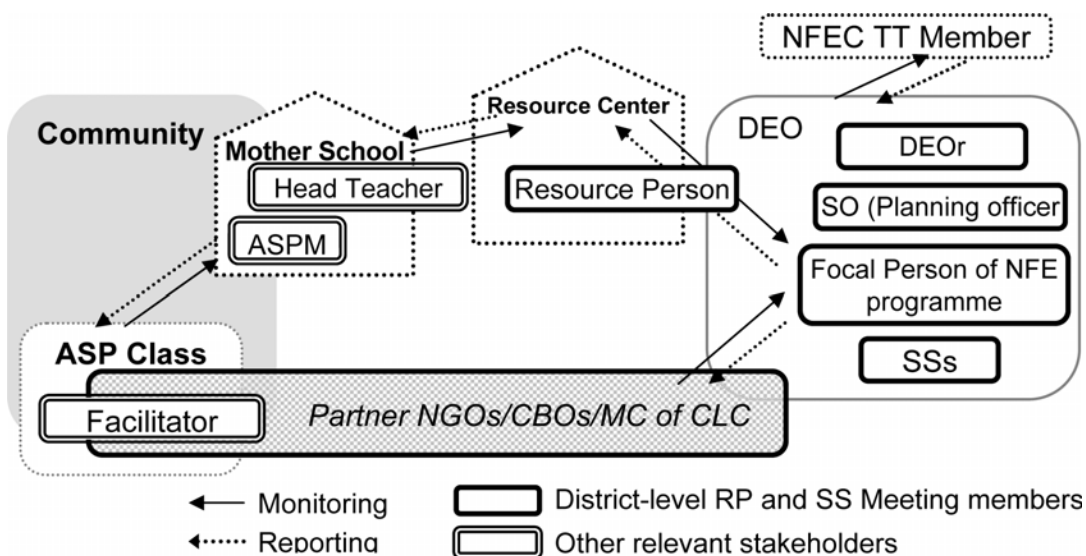 NFEC TT Member
Community
Resource Center
DEO
Mother School
DEOr
Head Teacher
Resource Person
SO (Planning officer
ASPM
Focal Person of NFE
programme
ASP Class
SSs
Facilitator
Partner NGOs/CBOs/MC of CLC
Monitoring
District-level RP and SS Meeting members
Reporting
Other relevant stakeholders